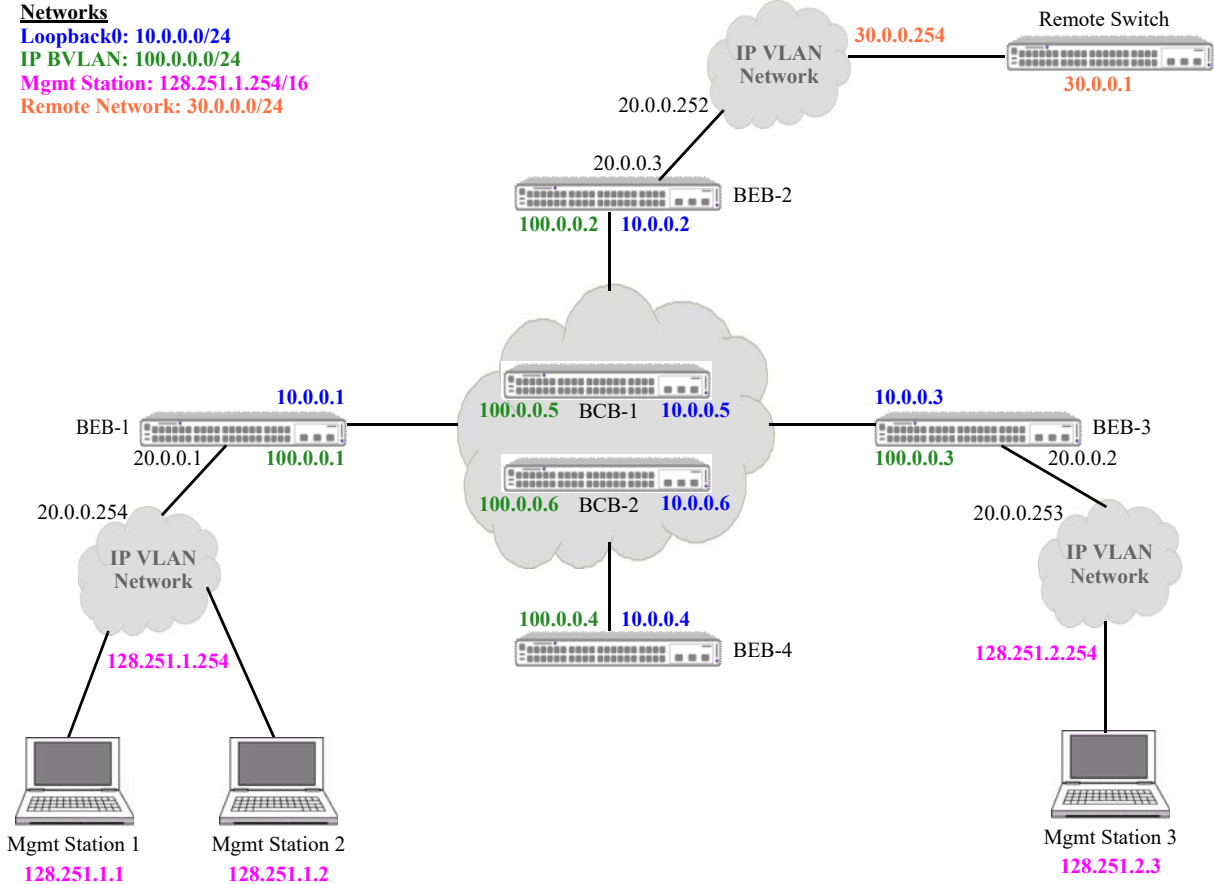 Networks
Loopback0: 10.0.0.0/24
IP BVLAN: 100.0.0.0/24
Mgmt Station: 128.251.1.254/16
Remote Network: 30.0.0.0/24
Remote Switch
30.0.0.254
IP VLAN
Network
30.0.0.1
20.0.0.252
20.0.0.3
BEB-2
100.0.0.2
10.0.0.2
10.0.0.1
BEB-1
20.0.0.1
100.0.0.1
100.0.0.5
BCB-1
10.0.0.5
100.0.0.6
BCB-2
10.0.0.6
10.0.0.3
BEB-3
100.0.0.3
20.0.0.2
20.0.0.254
IP VLAN
Network
20.0.0.253
IP VLAN
Network
100.0.0.4
10.0.0.4
BEB-4
128.251.1.254
128.251.2.254
Mgmt Station 1
128.251.1.1
Mgmt Station 2
128.251.1.2
Mgmt Station 3
128.251.2.3